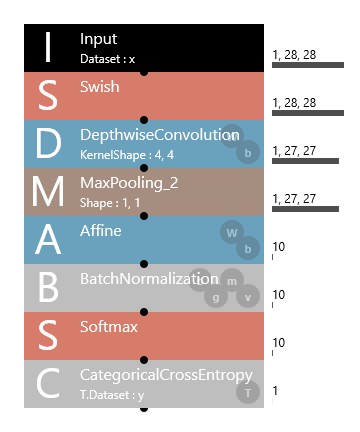 I Input 1, 28, 28
Dataset : x
S Swish 1, 28, 28
D DepthwiseConvolution W 1, 27, 27
KernelShape : 4, 4 b
M MaxPooling_2 1, 27, 27
Shape : 1, 1
A Affine W b 10
B BatchNormalization m g v 10
S Softmax 10
C CategoricalCrossEntropy 1
T.Dataset : y T